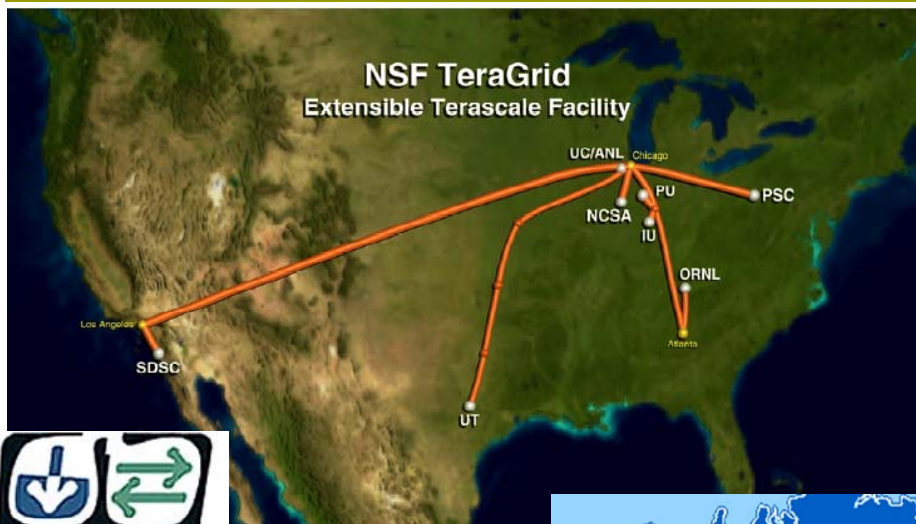 NSF TeraGrid
Extensible Terascale Facility
UC/ANL
Chicago
PU
PSC
NCSA
IU
ORNL
Los Angeles
Atlanta
SDSC
UT